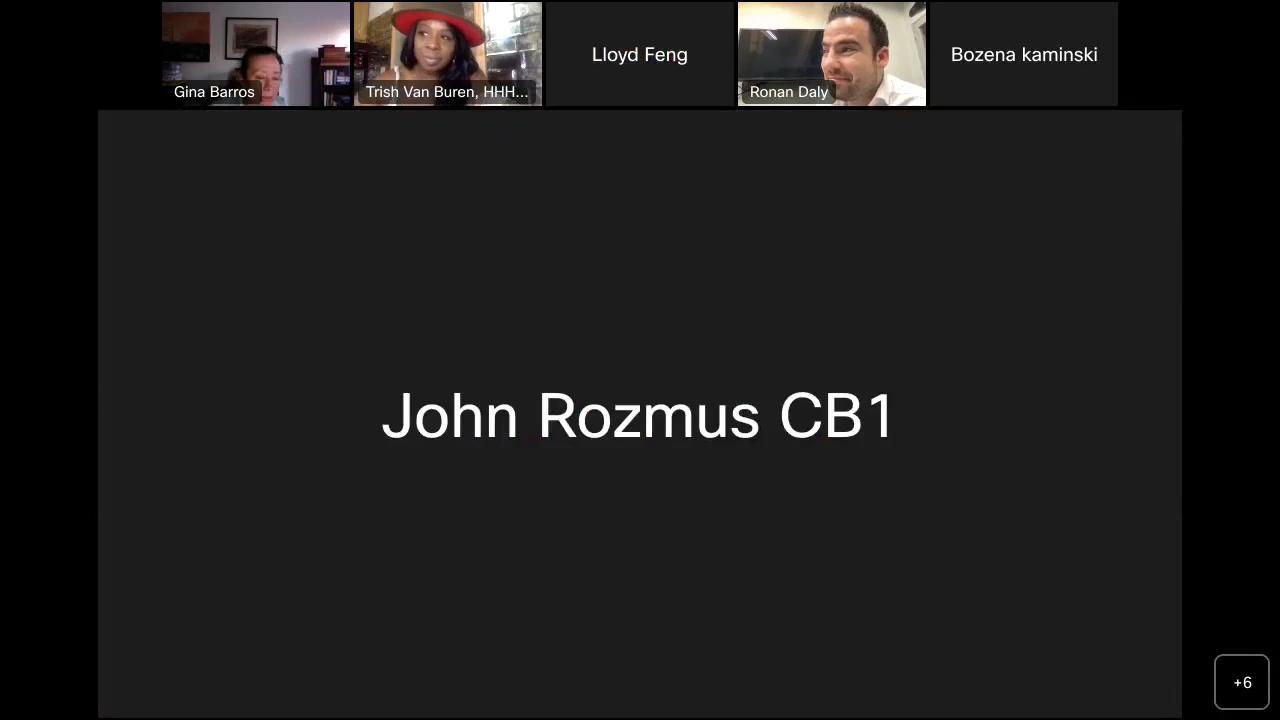 Gina Barros
Trish Van Buren, HHH...
Lloyd Feng
Ronan Daly
Bozena kaminski
John Rozmus CB1
+6